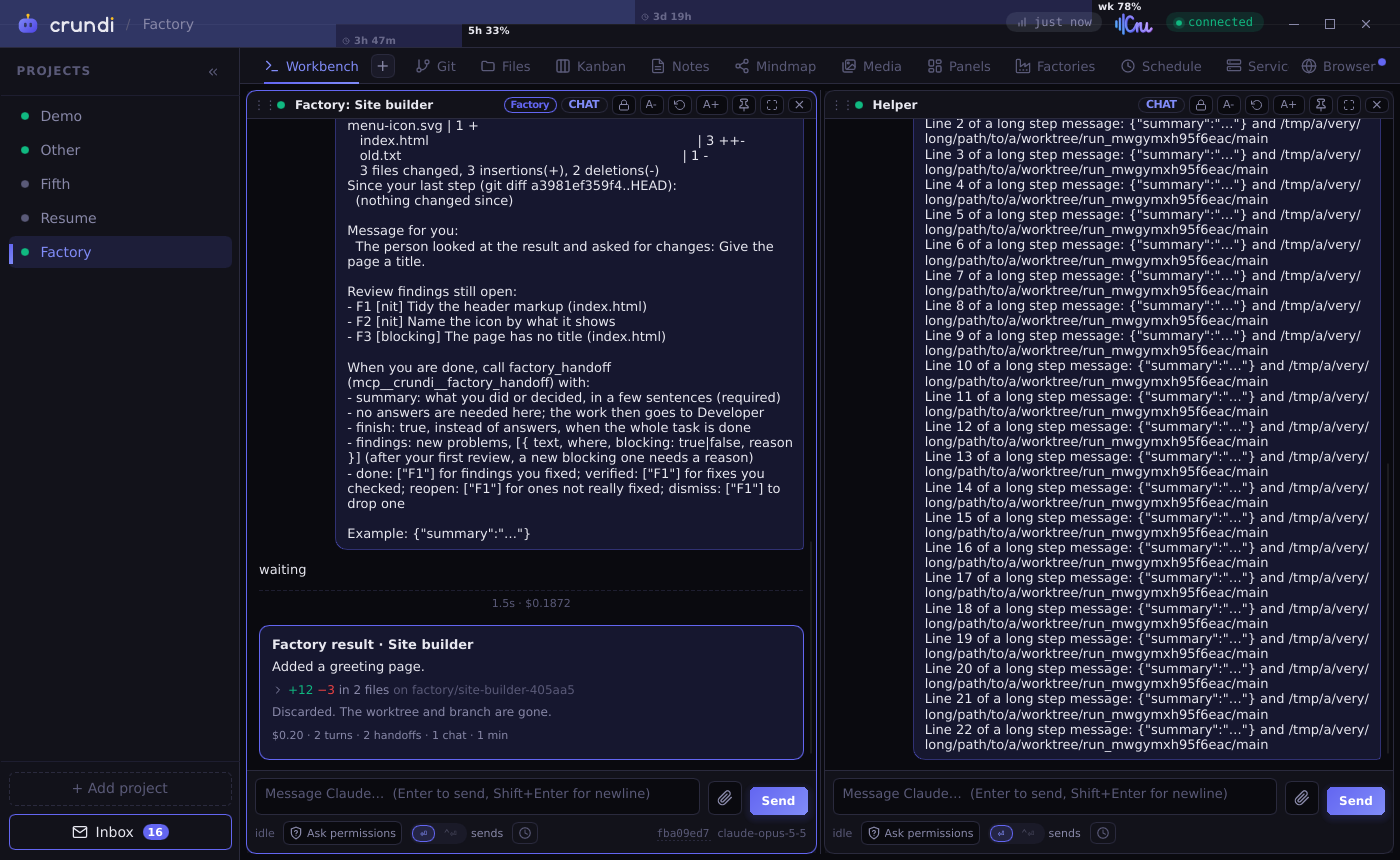 crundi / Factory
3d 19h
3h 47m
5h 33%
just now
wk 78%
Cru
connected
PROJECTS
«
Demo
Other
Fifth
Resume
Factory
+ Add project
Inbox 16
Workbench
+
Git
Files
Kanban
Notes
Mindmap
Media
Panels
Factories
Schedule
Servic
Browser
Factory: Site builder
Factory
CHAT
A-
A+
menu-icon.svg | 1 +
index.html | 3 ++-
old.txt | 1 -
3 files changed, 3 insertions(+), 2 deletions(-)
Since your last step (git diff a3981ef359f4..HEAD):
(nothing changed since)
Message for you:
The person looked at the result and asked for changes: Give the
page a title.
Review findings still open:
- F1 [nit] Tidy the header markup (index.html)
- F2 [nit] Name the icon by what it shows
- F3 [blocking] The page has no title (index.html)
When you are done, call factory_handoff
(mcp__crundi__factory_handoff) with:
- summary: what you did or decided, in a few sentences (required)
- no answers are needed here; the work then goes to Developer
- finish: true, instead of answers, when the whole task is done
- findings: new problems, [{ text, where, blocking: true|false, reason
}] (after your first review, a new blocking one needs a reason)
- done: ["F1"] for findings you fixed; verified: ["F1"] for fixes you
checked; reopen: ["F1"] for ones not really fixed; dismiss: ["F1"] to
drop one
Example: {"summary":"…"}
waiting
1.5s · $0.1872
Factory result · Site builder
Added a greeting page.
+12 −3 in 2 files on factory/site-builder-405aa5
Discarded. The worktree and branch are gone.
$0.20 · 2 turns · 2 handoffs · 1 chat · 1 min
Message Claude… (Enter to send, Shift+Enter for newline)
Send
idle
Ask permissions
sends
fba09ed7
claude-opus-5-5
Helper
CHAT
A-
A+
Line 2 of a long step message: {"summary":"…"} and /tmp/a/very/
long/path/to/a/worktree/run_mwgymxh95f6eac/main
Line 3 of a long step message: {"summary":"…"} and /tmp/a/very/
long/path/to/a/worktree/run_mwgymxh95f6eac/main
Line 4 of a long step message: {"summary":"…"} and /tmp/a/very/
long/path/to/a/worktree/run_mwgymxh95f6eac/main
Line 5 of a long step message: {"summary":"…"} and /tmp/a/very/
long/path/to/a/worktree/run_mwgymxh95f6eac/main
Line 6 of a long step message: {"summary":"…"} and /tmp/a/very/
long/path/to/a/worktree/run_mwgymxh95f6eac/main
Line 7 of a long step message: {"summary":"…"} and /tmp/a/very/
long/path/to/a/worktree/run_mwgymxh95f6eac/main
Line 8 of a long step message: {"summary":"…"} and /tmp/a/very/
long/path/to/a/worktree/run_mwgymxh95f6eac/main
Line 9 of a long step message: {"summary":"…"} and /tmp/a/very/
long/path/to/a/worktree/run_mwgymxh95f6eac/main
Line 10 of a long step message: {"summary":"…"} and /tmp/a/very/
long/path/to/a/worktree/run_mwgymxh95f6eac/main
Line 11 of a long step message: {"summary":"…"} and /tmp/a/very/
long/path/to/a/worktree/run_mwgymxh95f6eac/main
Line 12 of a long step message: {"summary":"…"} and /tmp/a/very/
long/path/to/a/worktree/run_mwgymxh95f6eac/main
Line 13 of a long step message: {"summary":"…"} and /tmp/a/very/
long/path/to/a/worktree/run_mwgymxh95f6eac/main
Line 14 of a long step message: {"summary":"…"} and /tmp/a/very/
long/path/to/a/worktree/run_mwgymxh95f6eac/main
Line 15 of a long step message: {"summary":"…"} and /tmp/a/very/
long/path/to/a/worktree/run_mwgymxh95f6eac/main
Line 16 of a long step message: {"summary":"…"} and /tmp/a/very/
long/path/to/a/worktree/run_mwgymxh95f6eac/main
Line 17 of a long step message: {"summary":"…"} and /tmp/a/very/
long/path/to/a/worktree/run_mwgymxh95f6eac/main
Line 18 of a long step message: {"summary":"…"} and /tmp/a/very/
long/path/to/a/worktree/run_mwgymxh95f6eac/main
Line 19 of a long step message: {"summary":"…"} and /tmp/a/very/
long/path/to/a/worktree/run_mwgymxh95f6eac/main
Line 20 of a long step message: {"summary":"…"} and /tmp/a/very/
long/path/to/a/worktree/run_mwgymxh95f6eac/main
Line 21 of a long step message: {"summary":"…"} and /tmp/a/very/
long/path/to/a/worktree/run_mwgymxh95f6eac/main
Line 22 of a long step message: {"summary":"…"} and /tmp/a/very/
long/path/to/a/worktree/run_mwgymxh95f6eac/main
Message Claude… (Enter to send, Shift+Enter for newline)
Send
idle
Ask permissions
sends